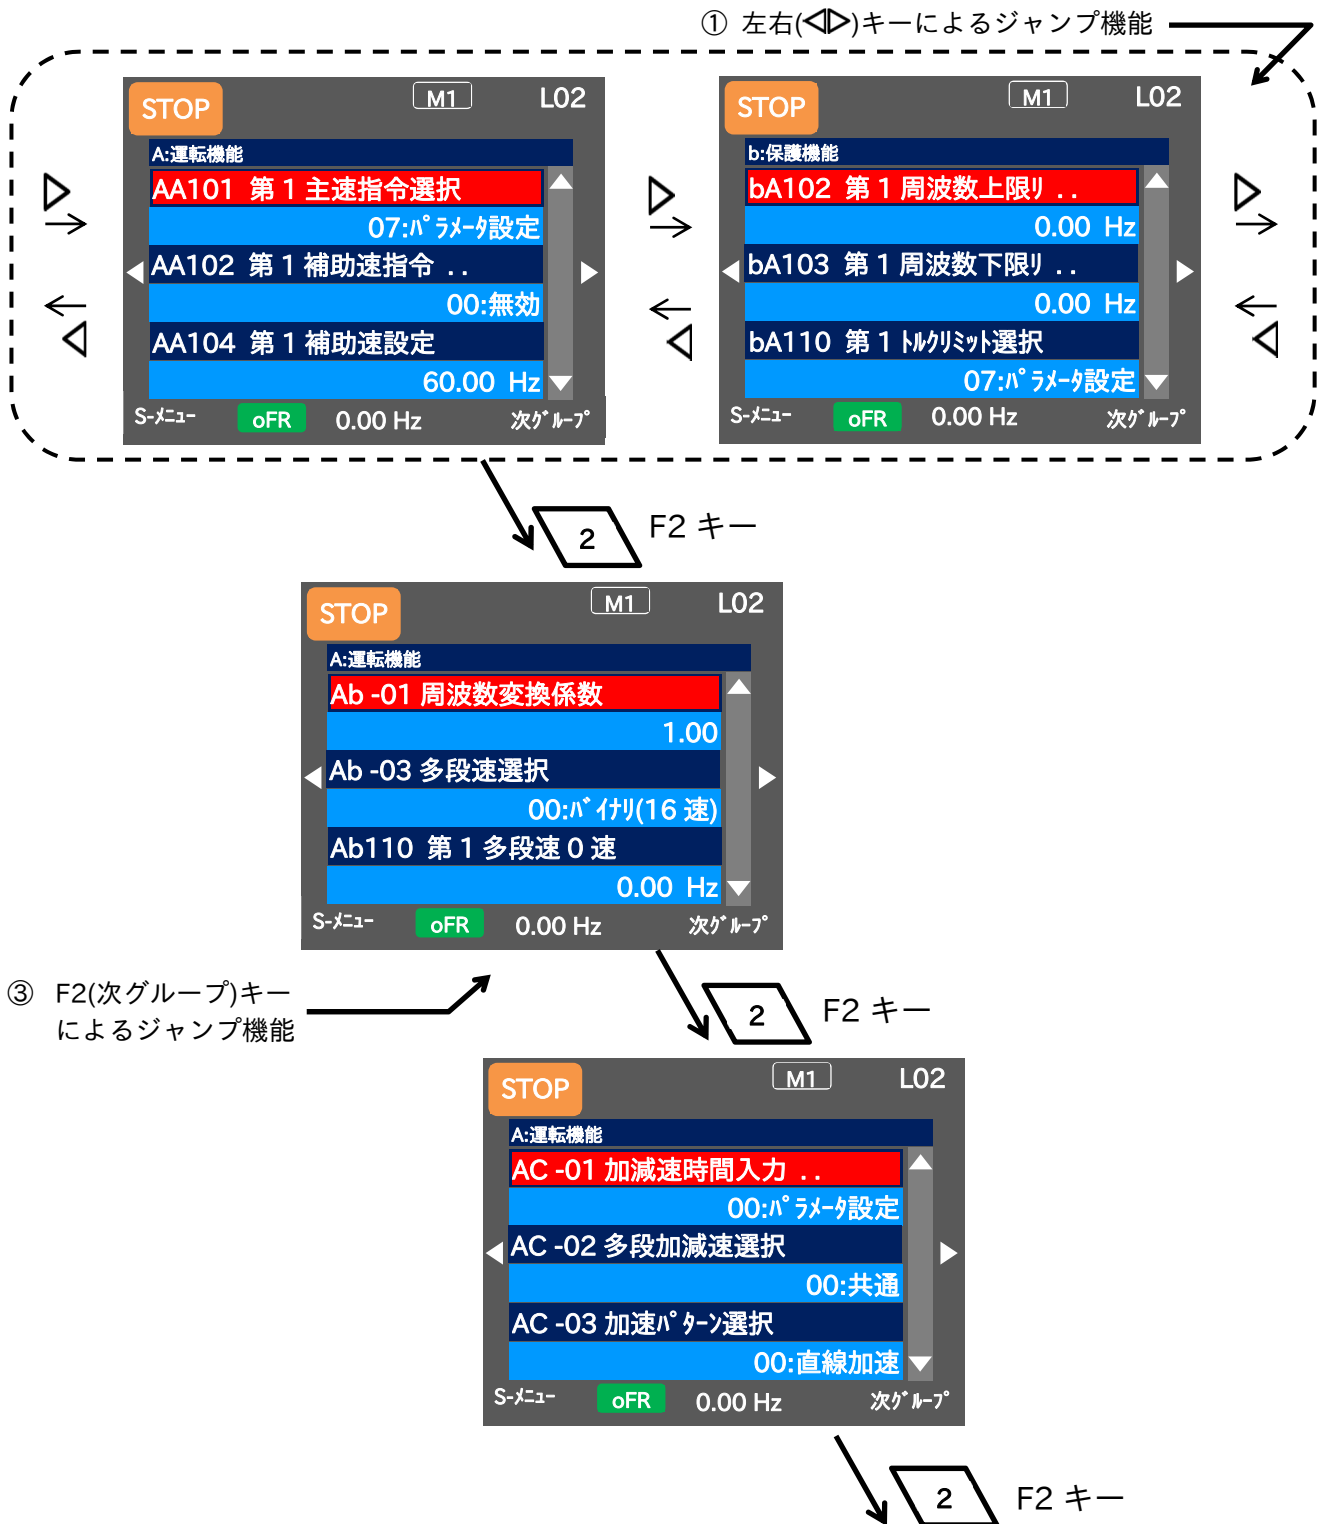 ① 左右(◁▷)キーによるジャンプ機能
STOP
M1
L02
A:運転機能
AA101 第1主速指令選択
07:ﾊﾟﾗﾒｰﾀ設定
AA102 第1補助速指令 ..
00:無効
AA104 第1補助速設定
60.00 Hz
S-ﾒﾆｭｰ
oFR
0.00 Hz
次ｸﾞﾙｰﾌﾟ
STOP
M1
L02
b:保護機能
bA102 第1周波数上限ﾘ ..
0.00 Hz
bA103 第1周波数下限ﾘ ..
0.00 Hz
bA110 第1ﾄﾙｸﾘﾐｯﾄ選択
07:ﾊﾟﾗﾒｰﾀ設定
S-ﾒﾆｭｰ
oFR
0.00 Hz
次ｸﾞﾙｰﾌﾟ
2
F2 キー
STOP
M1
L02
A:運転機能
Ab -01 周波数変換係数
1.00
Ab -03 多段速選択
00:ﾊﾞｲﾅﾘ(16 速)
Ab110 第1多段速 0 速
0.00 Hz
S-ﾒﾆｭｰ
oFR
0.00 Hz
次ｸﾞﾙｰﾌﾟ
③ F2(次グループ)キー
によるジャンプ機能
2
F2 キー
STOP
M1
L02
A:運転機能
AC -01 加減速時間入力 ..
00:ﾊﾟﾗﾒｰﾀ設定
AC -02 多段加減速選択
00:共通
AC -03 加速ﾊﾟﾀｰﾝ選択
00:直線加速
S-ﾒﾆｭｰ
oFR
0.00 Hz
次ｸﾞﾙｰﾌﾟ
2
F2 キー